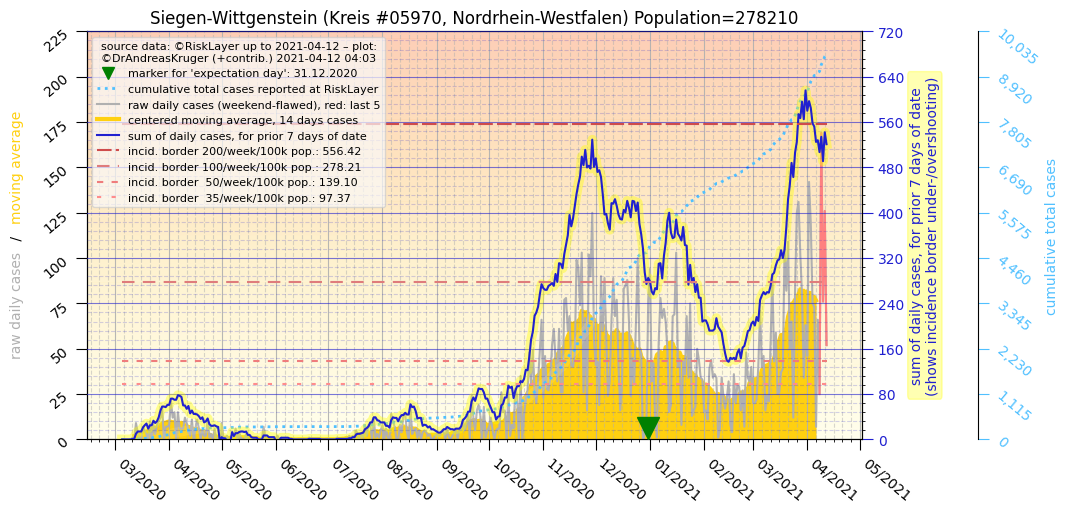 Siegen-Wittgenstein (Kreis #05970, Nordrhein-Westfalen) Population=278210
source data: ©RiskLayer up to 2021-04-12 – plot:
©DrAndreasKruger (+contrib.) 2021-04-12 04:03
marker for 'expectation day': 31.12.2020
cumulative total cases reported at RiskLayer
raw daily cases (weekend-flawed), red: last 5
centered moving average, 14 days cases
sum of daily cases, for prior 7 days of date
incid. border 200/week/100k pop.: 556.42
incid. border 100/week/100k pop.: 278.21
incid. border  50/week/100k pop.: 139.10
incid. border  35/week/100k pop.: 97.37
raw daily cases / moving average
225
200
175
150
125
100
75
50
25
0
03/2020
04/2020
05/2020
06/2020
07/2020
08/2020
09/2020
10/2020
11/2020
12/2020
01/2021
02/2021
03/2021
04/2021
05/2021
720
640
560
480
400
320
240
160
80
0
sum of daily cases, for prior 7 days of date
(shows incidence border under-/overshooting)
10,035
8,920
7,805
6,690
5,575
4,460
3,345
2,230
1,115
0
cumulative total cases